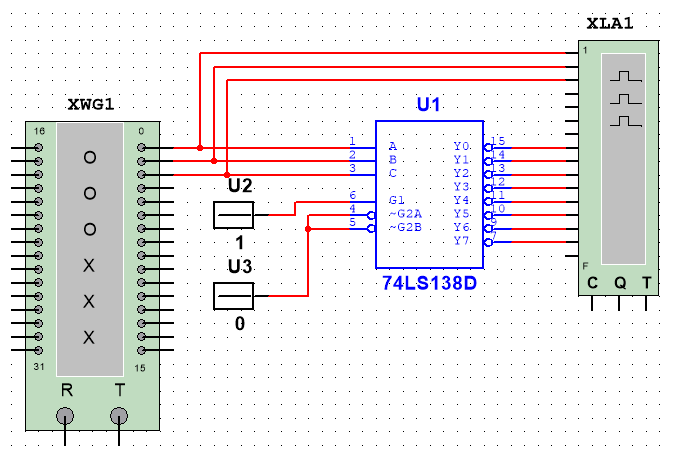 XLA1
1
XWG1
U1
16
0
O
O
O
X
X
X
31
15
R
T
1
2
3
6
4
5
A
B
C
G1
~G2A
~G2B
Y0
Y1
Y2
Y3
Y4
Y5
Y6
Y7
15
14
13
12
11
10
9
7
74LS138D
U2
1
U3
0
F
C Q T